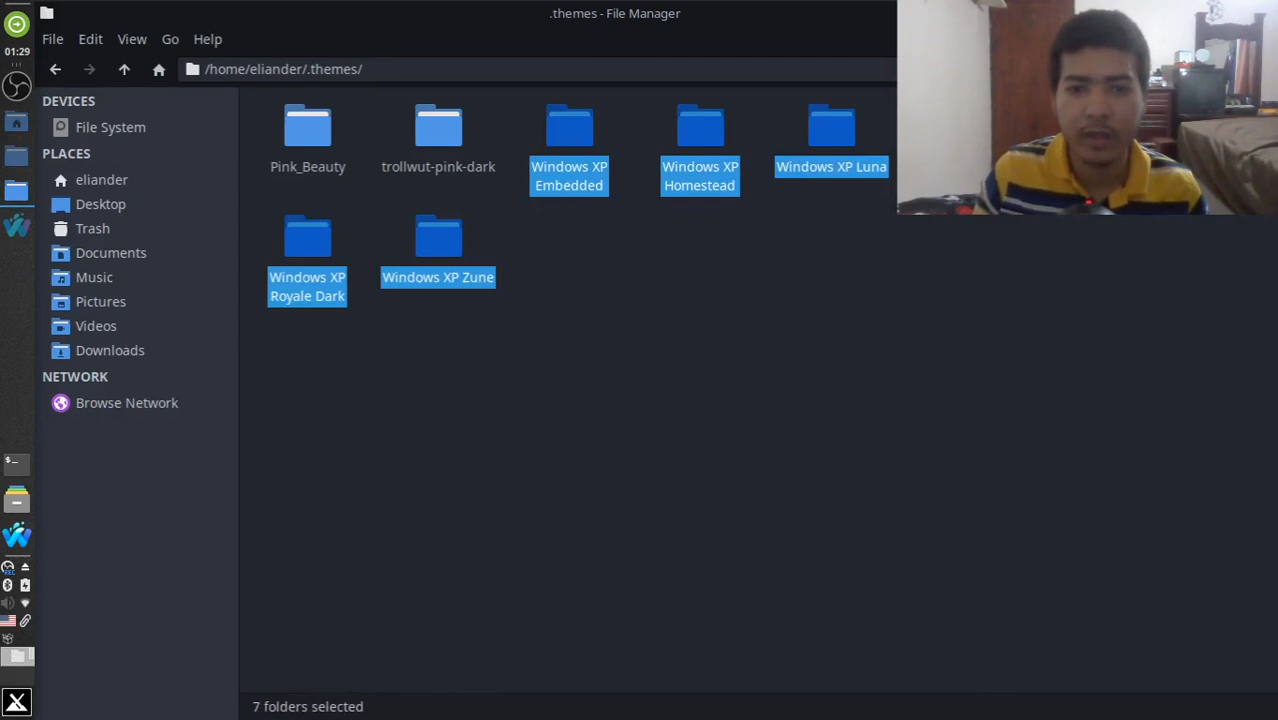 .themes - File Manager
01:29
File Edit View Go Help
/home/eliander/.themes/
DEVICES
File System
PLACES
eliander
Desktop
Trash
Documents
Music
Pictures
Videos
Downloads
NETWORK
Browse Network
Pink_Beauty
trollwut-pink-dark
Windows XP
Embedded
Windows XP
Homestead
Windows XP Luna
Windows XP
Royale Dark
Windows XP Zune
$_
REC
7 folders selected